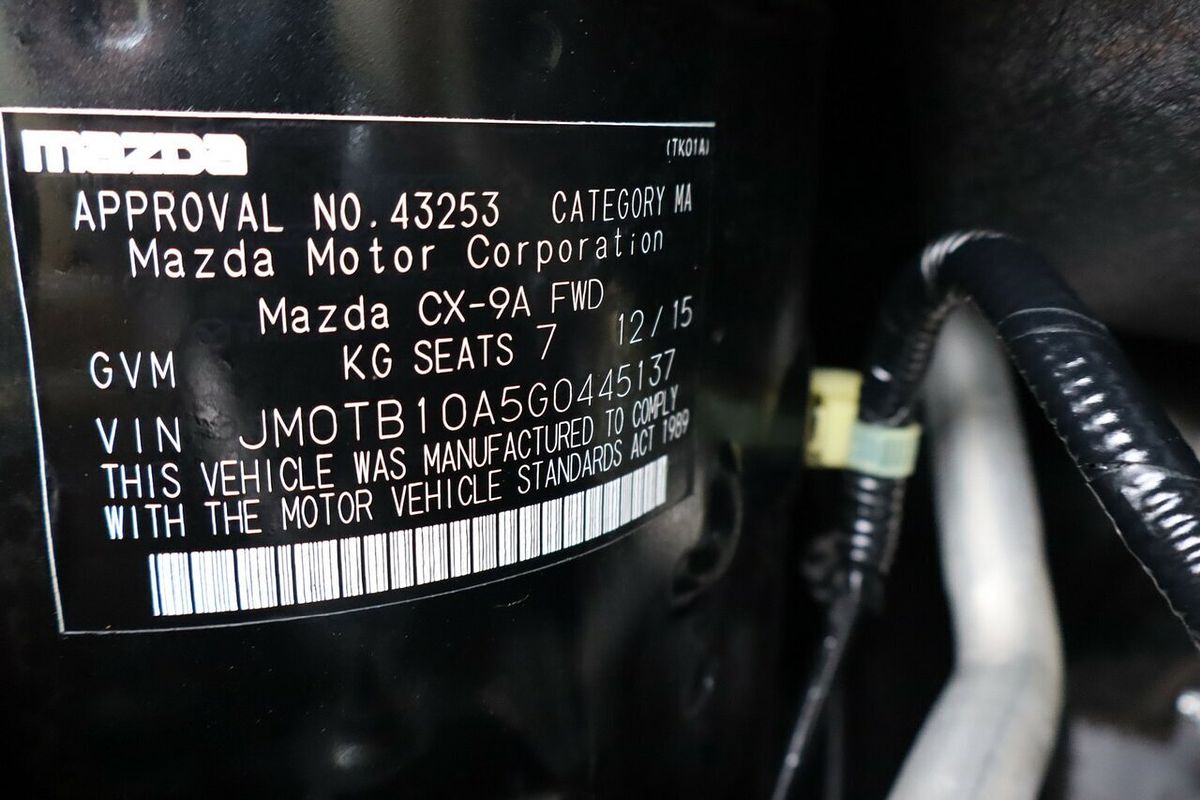 mazda (TK01A)
APPROVAL NO.43253 CATEGORY MA
Mazda Motor Corporation
Mazda CX-9A FWD
GVM KG SEATS 7 12/15
VIN JM0TB10A5G0445137
THIS VEHICLE WAS MANUFACTURED TO COMPLY
WITH THE MOTOR VEHICLE STANDARDS ACT 1989